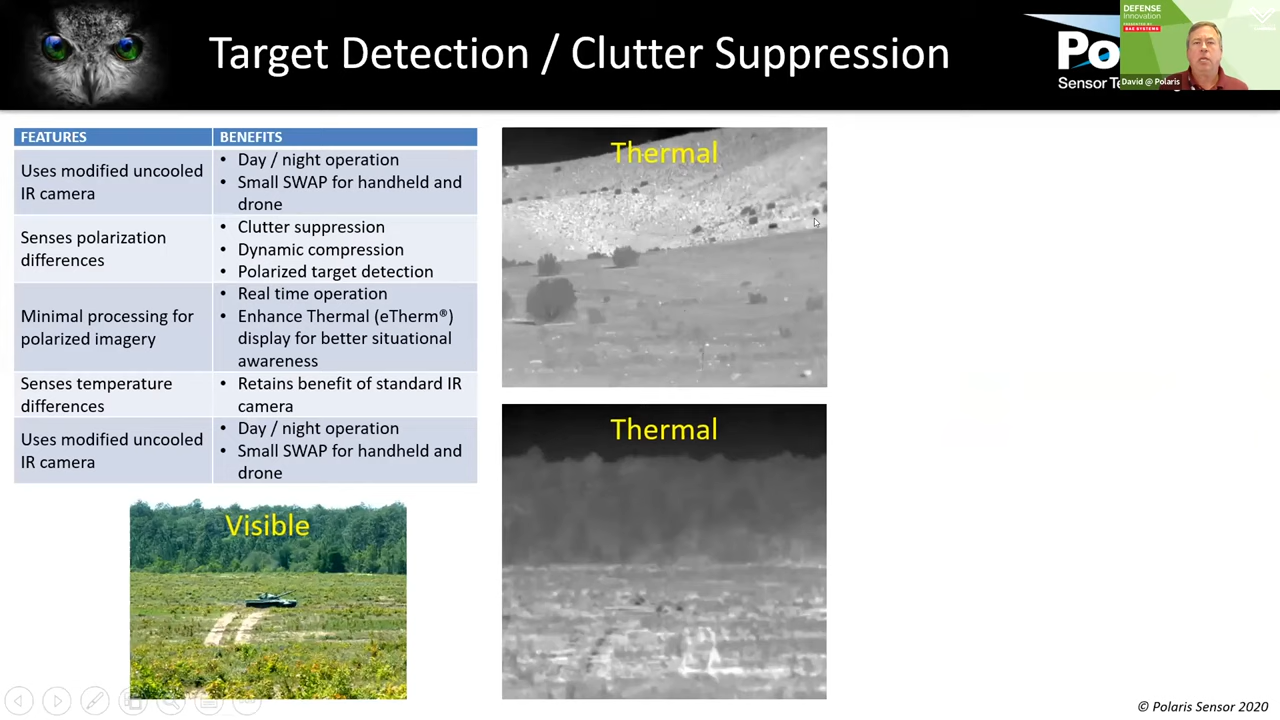 Target Detection / Clutter Suppression
Po
Sensor Te
DEFENSE
Innovation
PRESENTED BY
BAE SYSTEMS
David @ Polaris
FEATURES
BENEFITS
Uses modified uncooled
IR camera
• Day / night operation
• Small SWAP for handheld and
drone
Senses polarization
differences
• Clutter suppression
• Dynamic compression
• Polarized target detection
Minimal processing for
polarized imagery
• Real time operation
• Enhance Thermal (eTherm®)
display for better situational
awareness
Senses temperature
differences
• Retains benefit of standard IR
camera
Uses modified uncooled
IR camera
• Day / night operation
• Small SWAP for handheld and
drone
Thermal
Thermal
Visible
© Polaris Sensor 2020